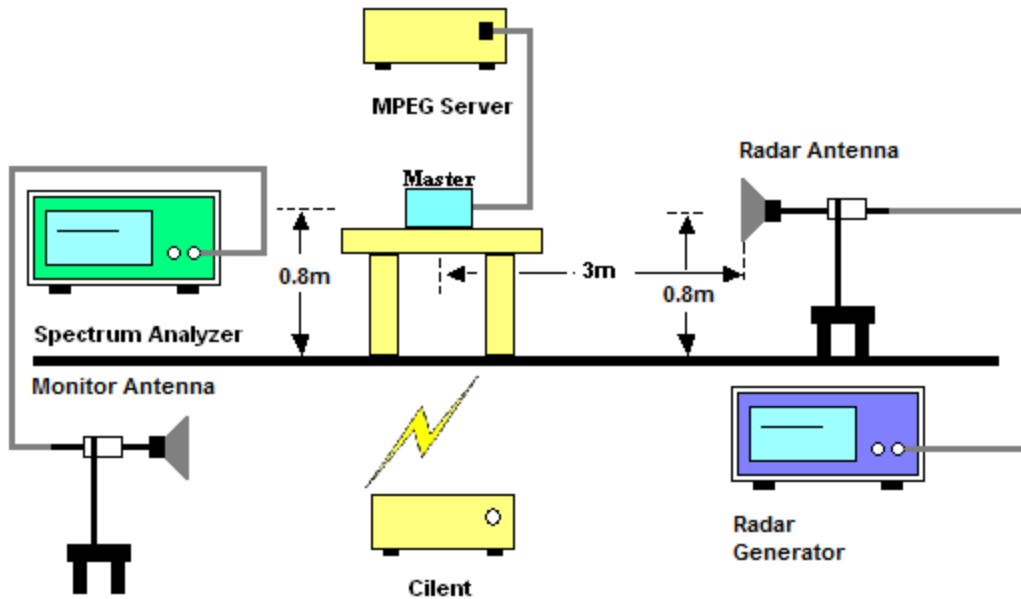 MPEG Server
Radar Antenna
Master
0.8m
3m
0.8m
Spectrum Analyzer
Monitor Antenna
Radar
Generator
Cilent